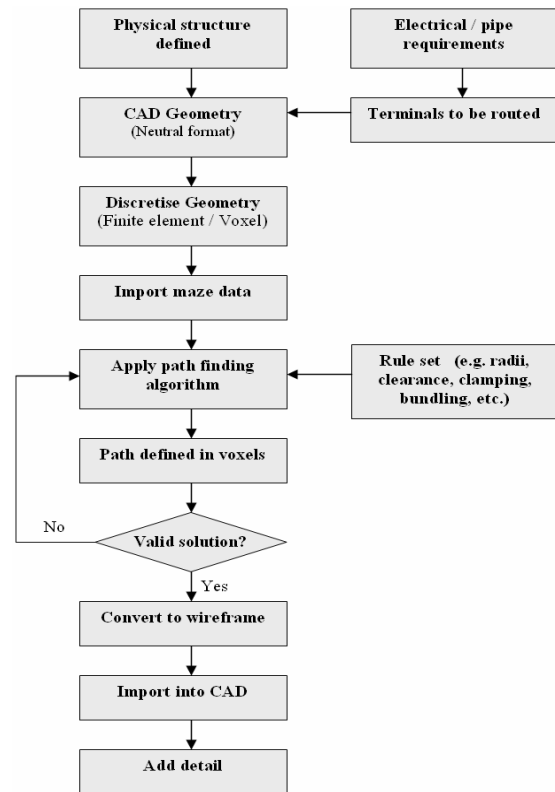 Physical structure
defined
Electrical / pipe
requirements
CAD Geometry
(Neutral format)
Terminals to be routed
Discretise Geometry
(Finite element / Voxel)
Import maze data
Apply path finding
algorithm
Rule set (e.g. radii,
clearance, clamping,
bundling, etc.)
Path defined in voxels
No
Valid solution?
Yes
Convert to wireframe
Import into CAD
Add detail